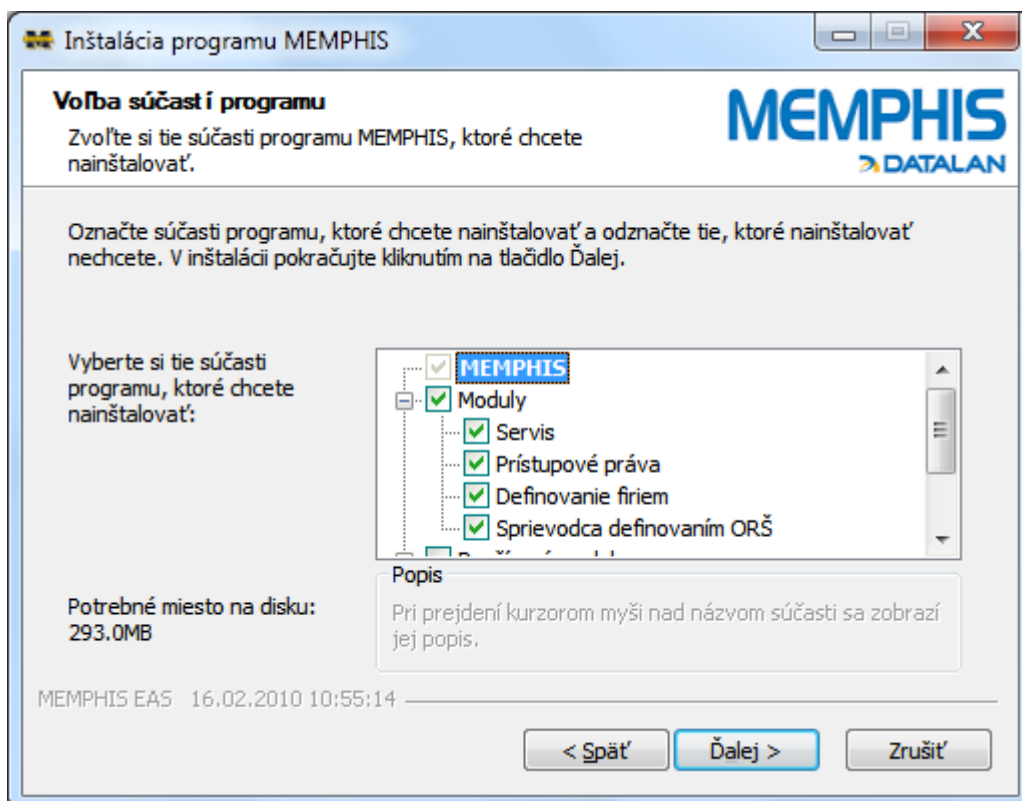 Inštalácia programu MEMPHIS
Voľba súčastí programu
Zvoľte si tie súčasti programu MEMPHIS, ktoré chcete
nainštalovať.
MEMPHIS
DATALAN
Označte súčasti programu, ktoré chcete nainštalovať a odznačte tie, ktoré nainštalovať
nechcete. V inštalácii pokračujte kliknutím na tlačidlo Ďalej.
Vyberte si tie súčasti
programu, ktoré chcete
nainštalovať:
MEMPHIS
Moduly
Servis
Prístupové práva
Definovanie firiem
Sprievodca definovaním ORŠ
Potrebné miesto na disku:
293.0MB
Popis
Pri prejdení kurzorom myši nad názvom súčasti sa zobrazí
jej popis.
MEMPHIS EAS 16.02.2010 10:55:14
< Späť
Ďalej >
Zrušiť